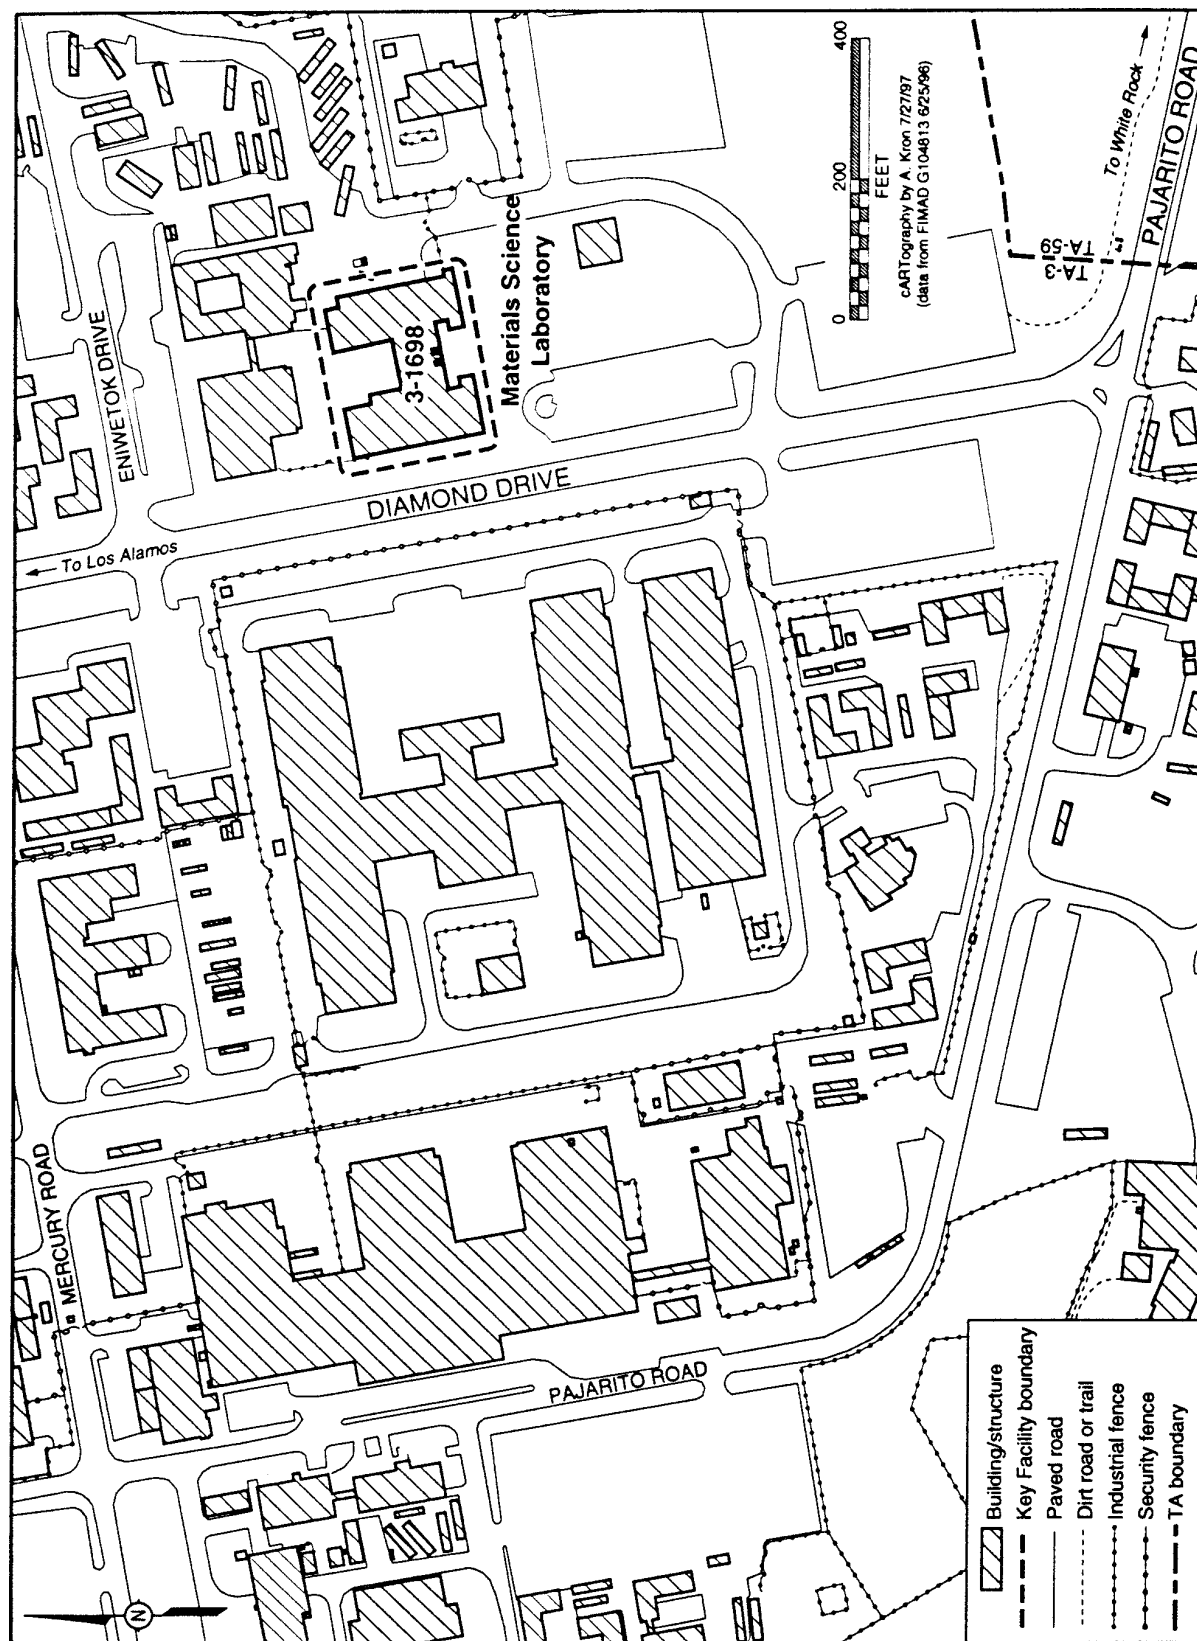 ENIWETOK DRIVE
To Los Alamos
DIAMOND DRIVE
3-1698
Materials Science
Laboratory
0 200 400
FEET
cARTography by A. Kron 7/27/97
(data from FIMAD G104813 6/25/96)
To White Rock
PAJARITO ROAD
TA-3
TA-59
MERCURY ROAD
PAJARITO ROAD
N
Building/structure
Key Facility boundary
Paved road
Dirt road or trail
Industrial fence
Security fence
TA boundary